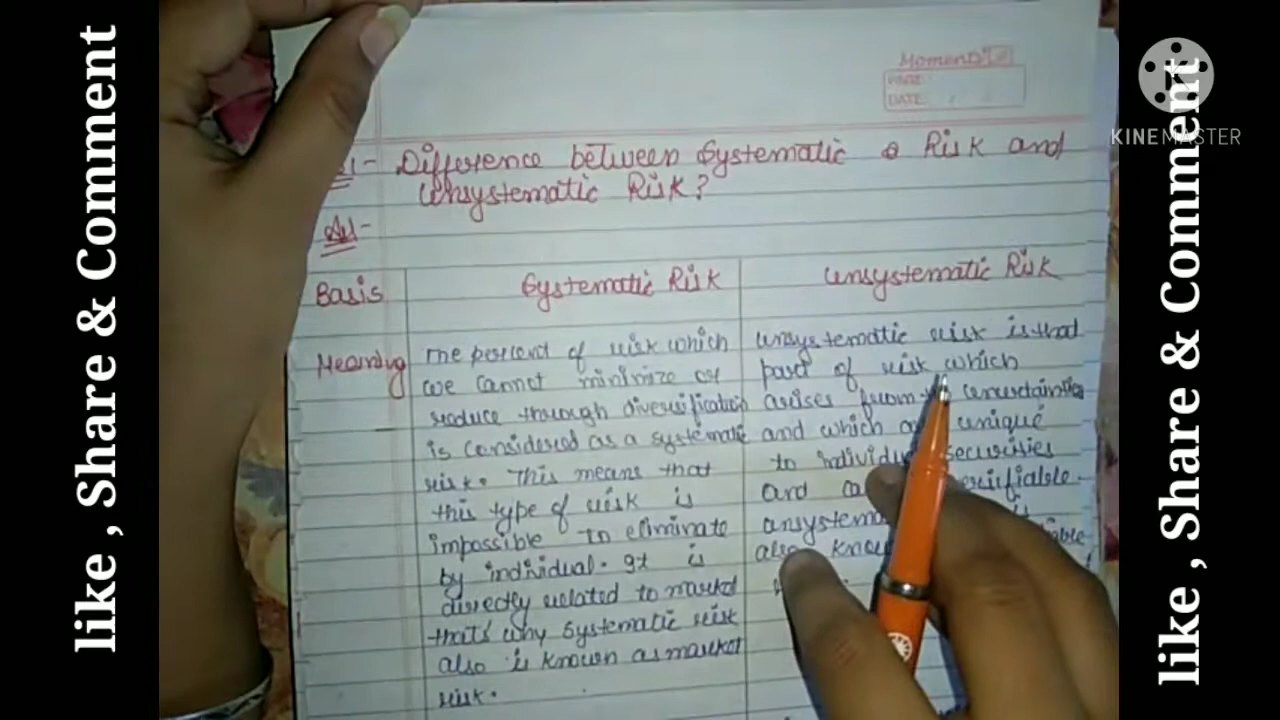 like , Share & Comment
Moments
PAGE:
DATE:
KINEMASTER
like , Share & Comment
Difference between Systematic Risk and
Unsystematic Risk?
Basis
Systematic Risk
Unsystematic Risk
Meaning
The percent of risk which
we cannot minimize or
reduce through diversification
is considered as a systematic
risk. This means that
this type of risk is
impossible to eliminate
by individual. It is
directly related to market
that's why systematic risk
also is known as market
risk.
unsystematic risk is that
part of risk which
arises from uncertainties
and which unique
to securities
and
also